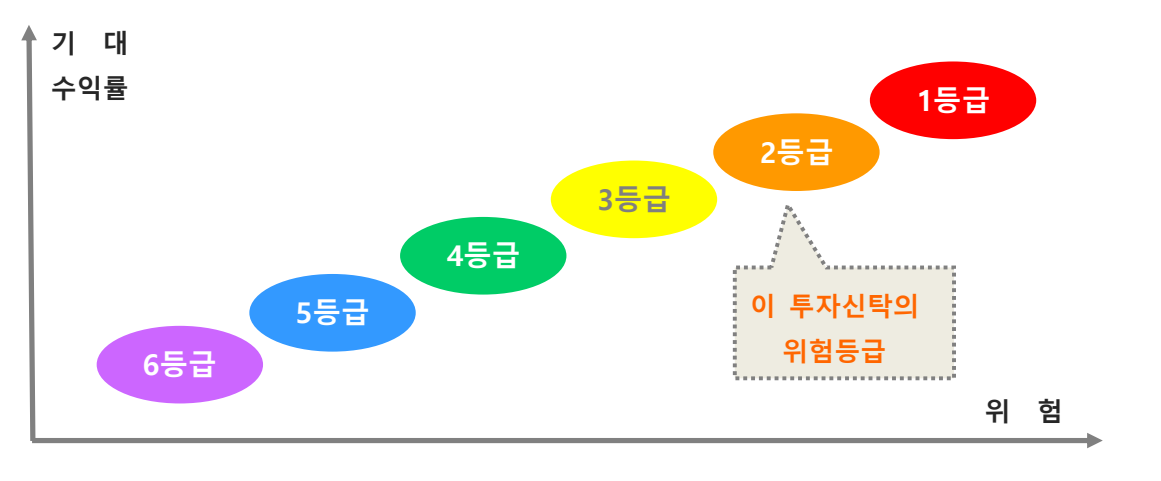 기 대
수익률
1등급
2등급
3등급
4등급
5등급
6등급
이 투자신탁의
위험등급
위 험